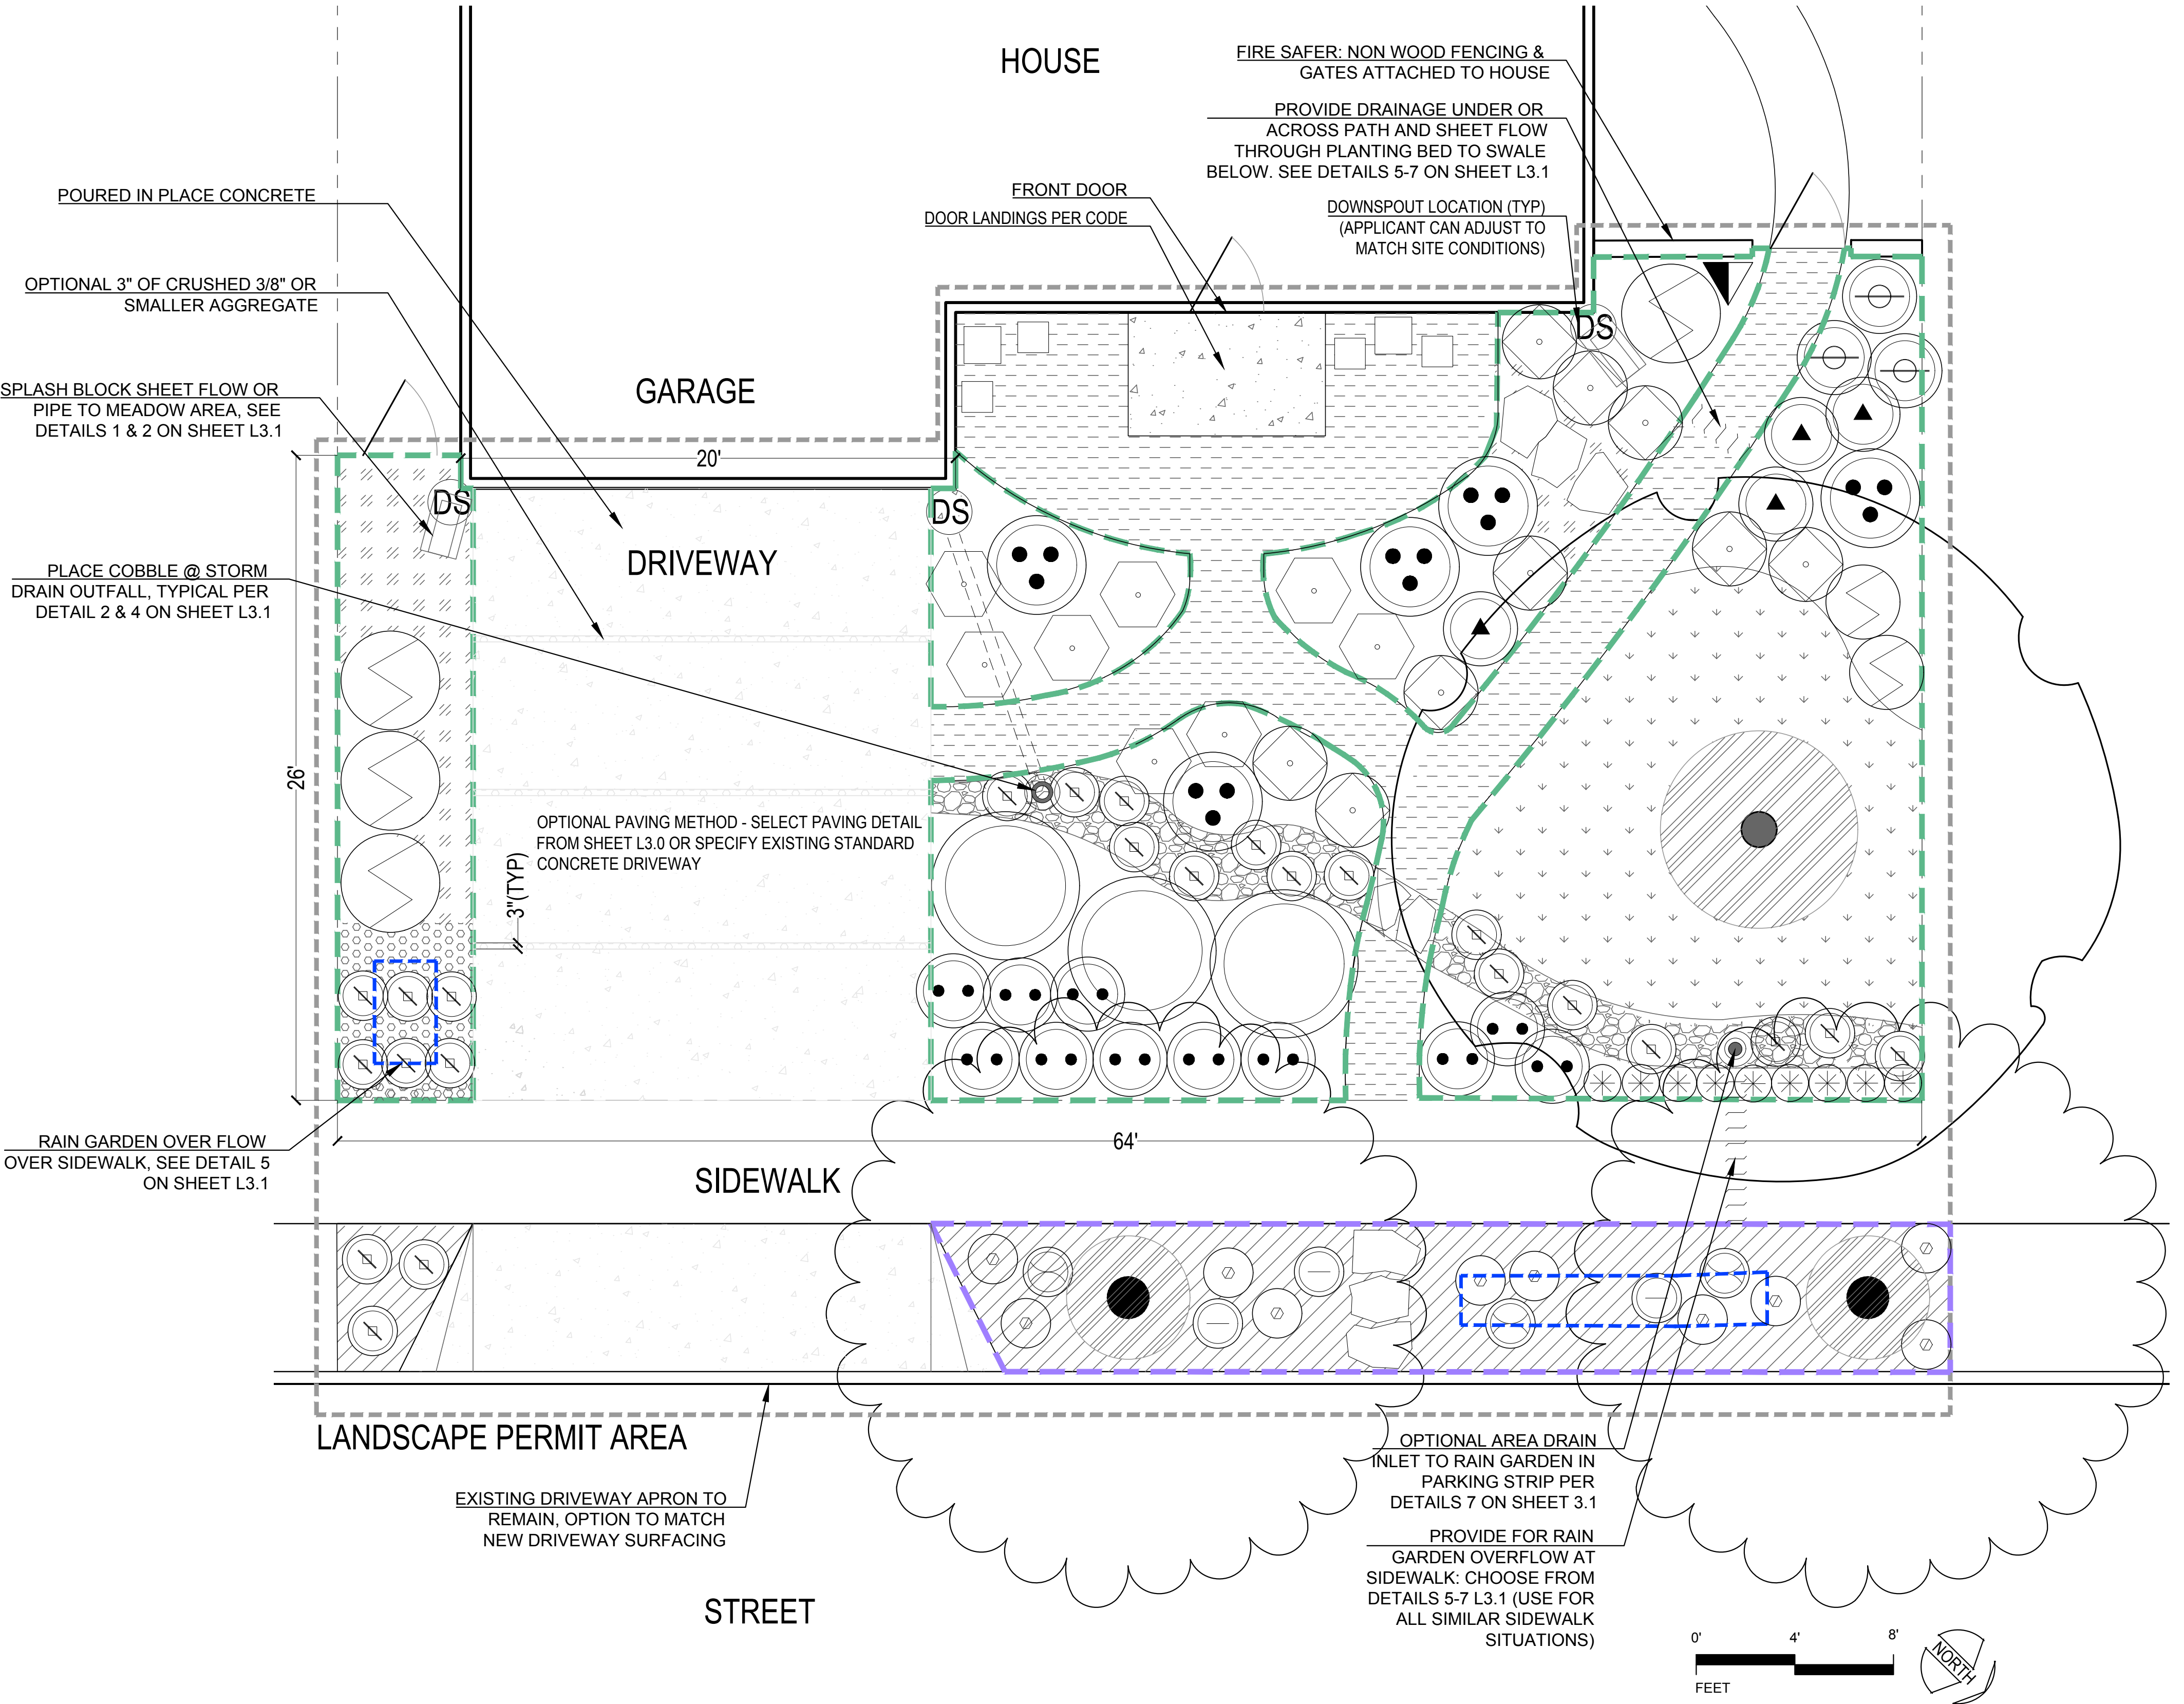 HOUSE
FIRE SAFER: NON WOOD FENCING &
GATES ATTACHED TO HOUSE
PROVIDE DRAINAGE UNDER OR
ACROSS PATH AND SHEET FLOW
THROUGH PLANTING BED TO SWALE
BELOW. SEE DETAILS 5-7 ON SHEET L3.1
DOWNSPOUT LOCATION (TYP)
(APPLICANT CAN ADJUST TO
MATCH SITE CONDITIONS)
FRONT DOOR
DOOR LANDINGS PER CODE
POURED IN PLACE CONCRETE
OPTIONAL 3" OF CRUSHED 3/8" OR
SMALLER AGGREGATE
SPLASH BLOCK SHEET FLOW OR
PIPE TO MEADOW AREA, SEE
DETAILS 1 & 2 ON SHEET L3.1
PLACE COBBLE @ STORM
DRAIN OUTFALL, TYPICAL PER
DETAIL 2 & 4 ON SHEET L3.1
GARAGE
20'
DS
DS
DS
DRIVEWAY
26'
OPTIONAL PAVING METHOD - SELECT PAVING DETAIL
FROM SHEET L3.0 OR SPECIFY EXISTING STANDARD
CONCRETE DRIVEWAY
3"(TYP)
RAIN GARDEN OVER FLOW
OVER SIDEWALK, SEE DETAIL 5
ON SHEET L3.1
64'
SIDEWALK
LANDSCAPE PERMIT AREA
EXISTING DRIVEWAY APRON TO
REMAIN, OPTION TO MATCH
NEW DRIVEWAY SURFACING
STREET
OPTIONAL AREA DRAIN
INLET TO RAIN GARDEN IN
PARKING STRIP PER
DETAILS 7 ON SHEET 3.1
PROVIDE FOR RAIN
GARDEN OVERFLOW AT
SIDEWALK: CHOOSE FROM
DETAILS 5-7 L3.1 (USE FOR
ALL SIMILAR SIDEWALK
SITUATIONS)
0' 4' 8'
FEET
NORTH